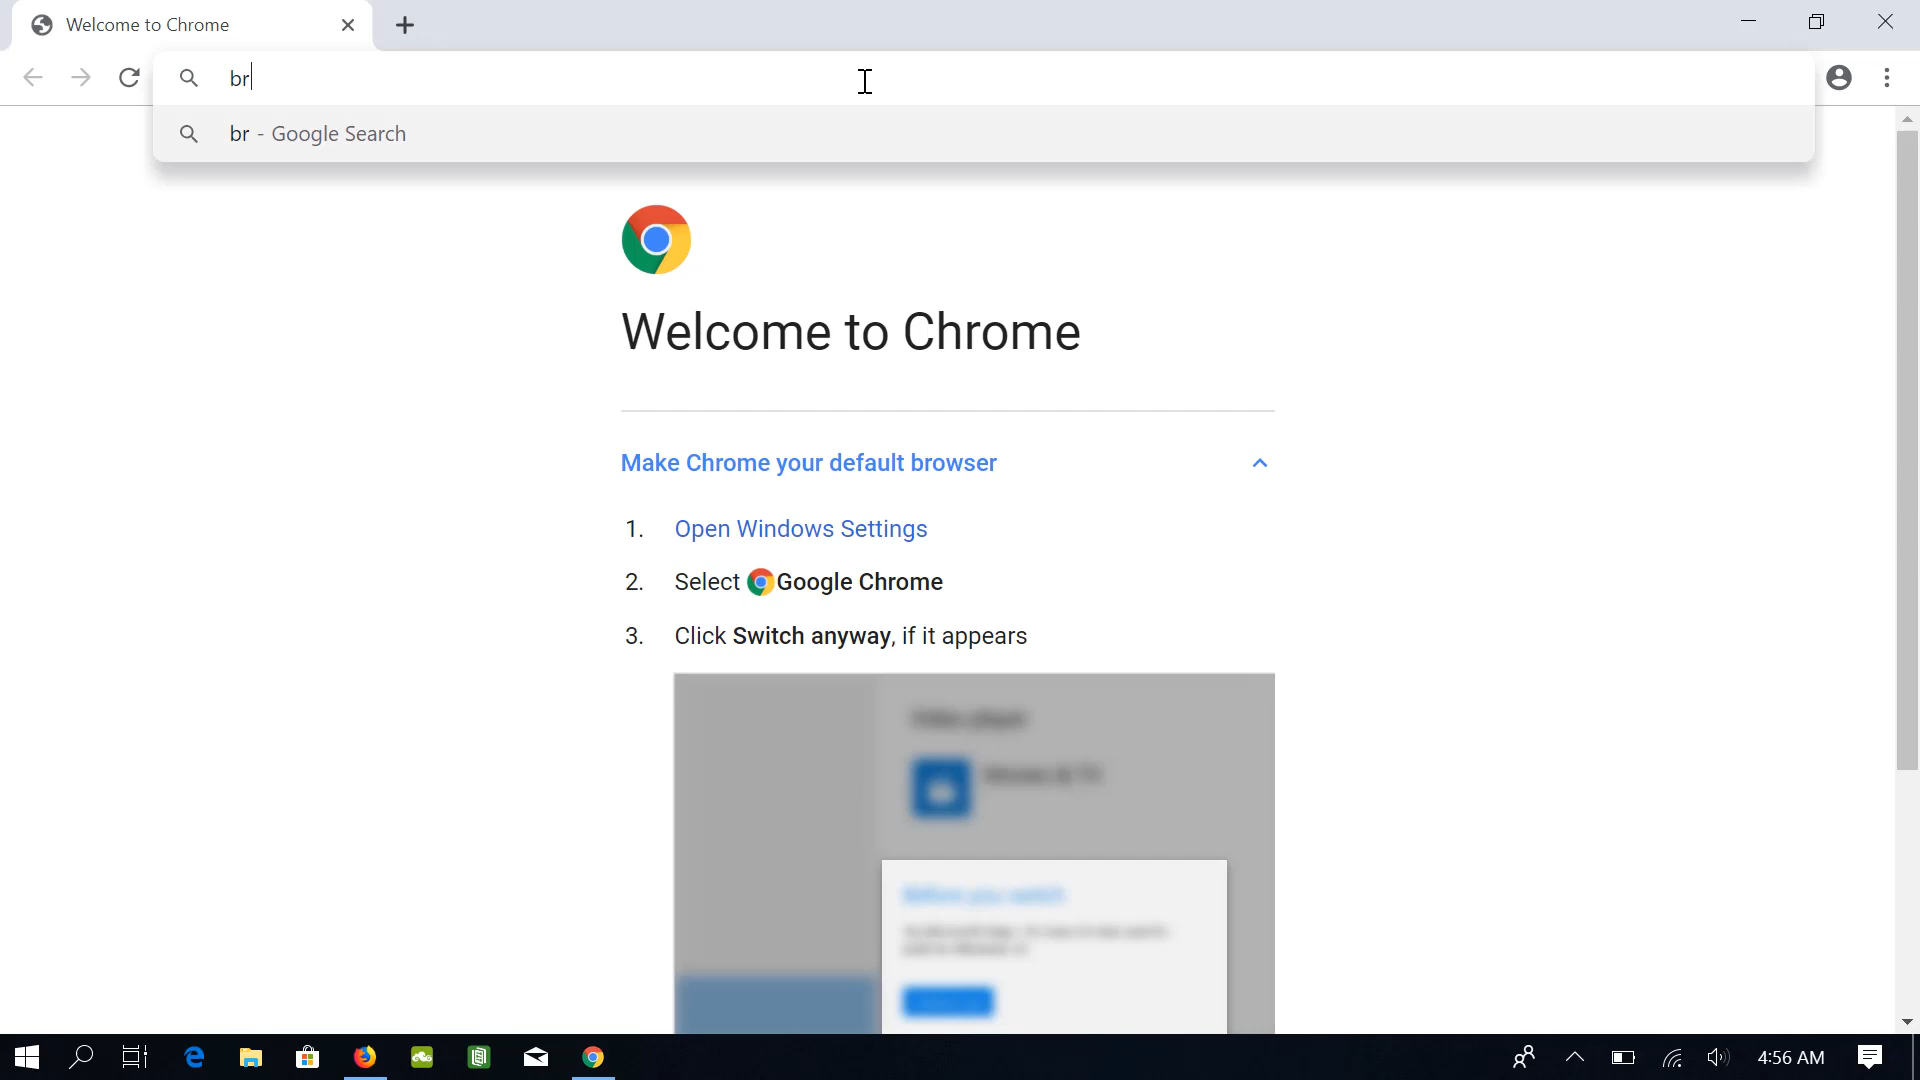 Welcome to Chrome
br
br - Google Search
Welcome to Chrome
Make Chrome your default browser
1. Open Windows Settings
2. Select Google Chrome
3. Click Switch anyway, if it appears
4:56 AM